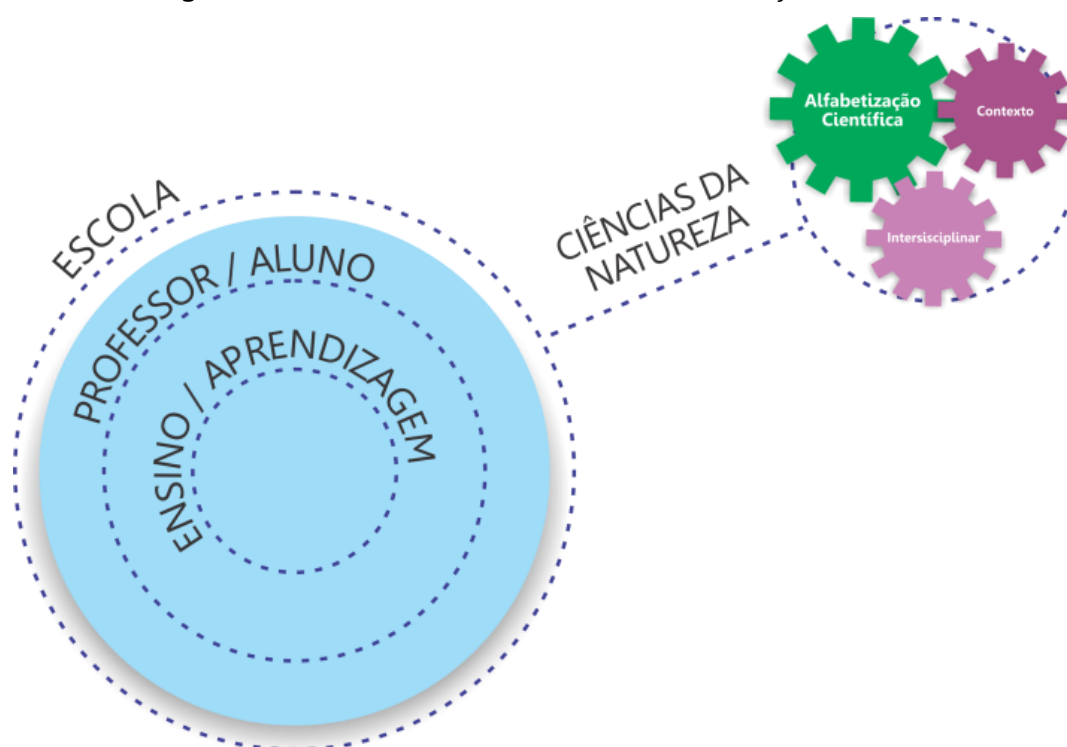 ESCOLA
PROFESSOR / ALUNO
ENSINO / APRENDIZAGEM
CIÊNCIAS DA
NATUREZA
Alfabetização
Científica
Contexto
Intersisciplinar